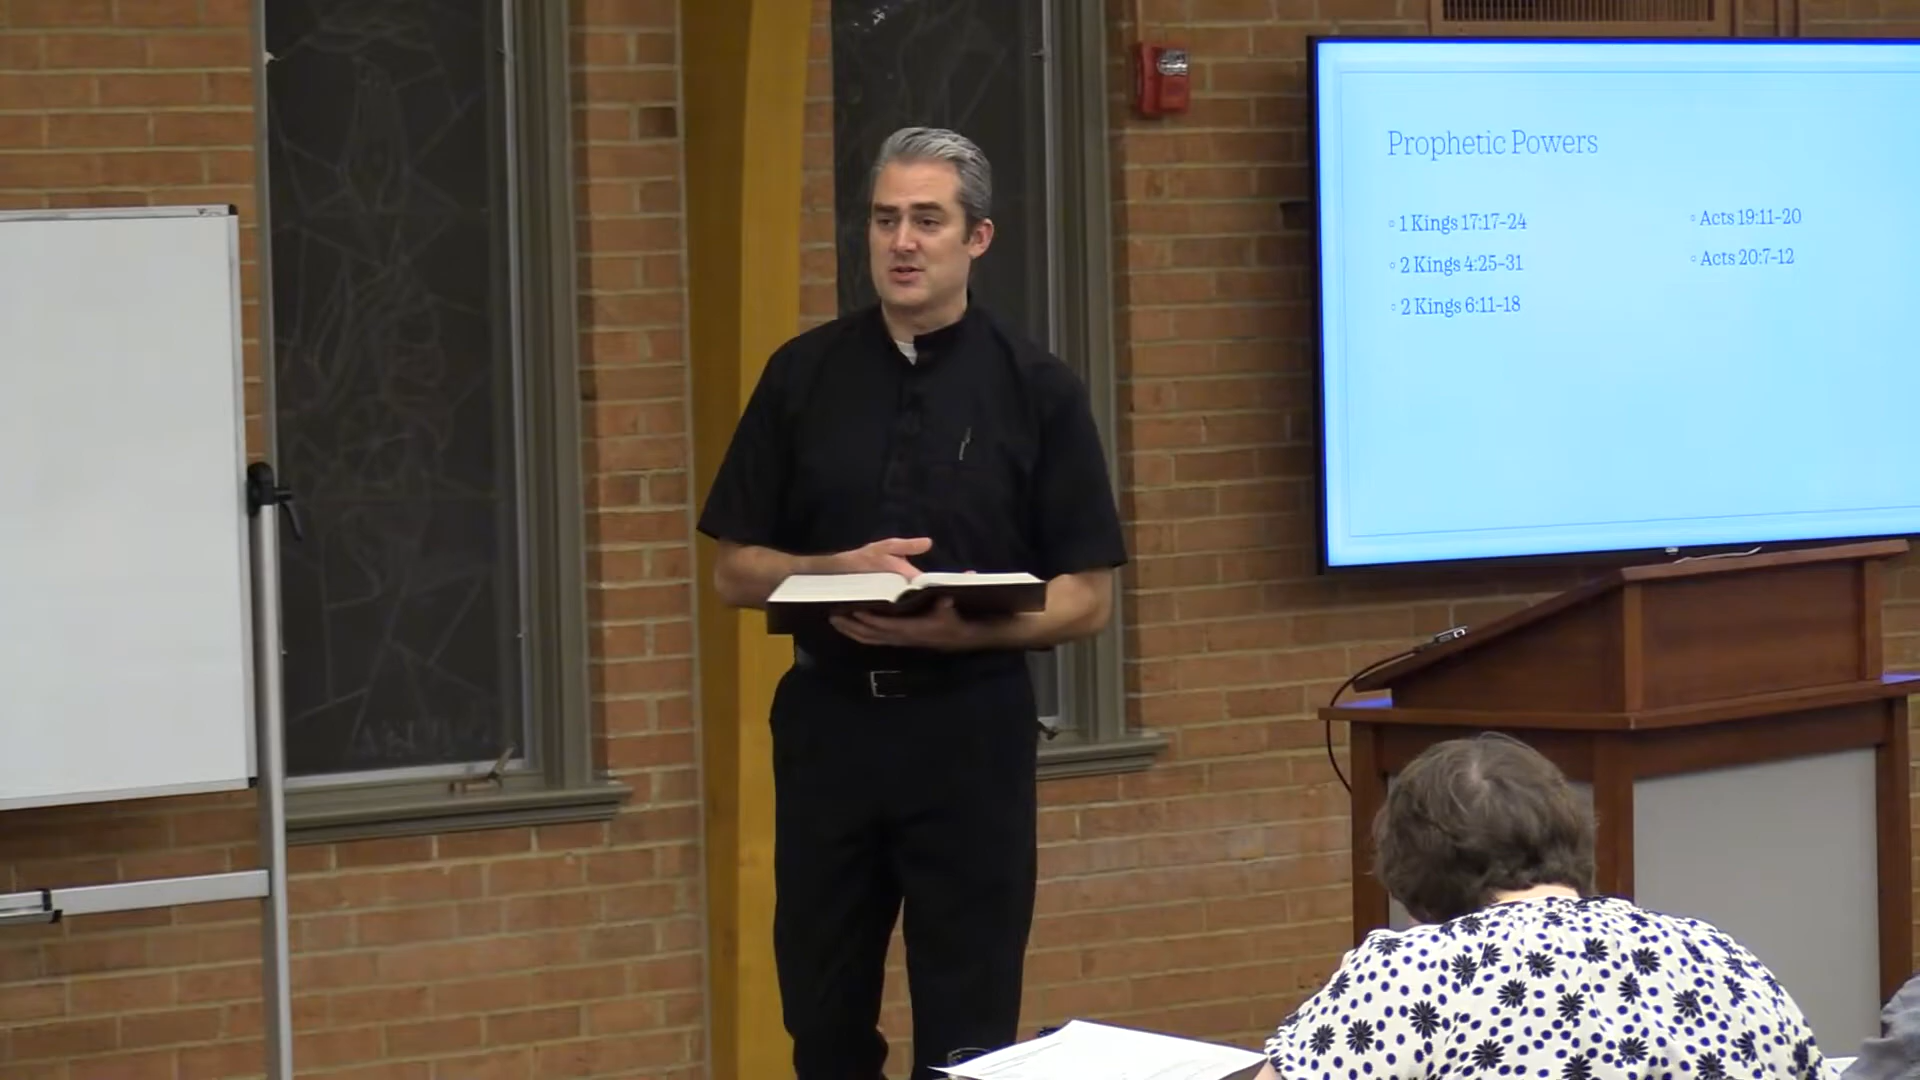 Prophetic Powers
◦ 1 Kings 17:17-24
◦ 2 Kings 4:25-31
◦ 2 Kings 6:11-18
◦ Acts 19:11-20
◦ Acts 20:7-12